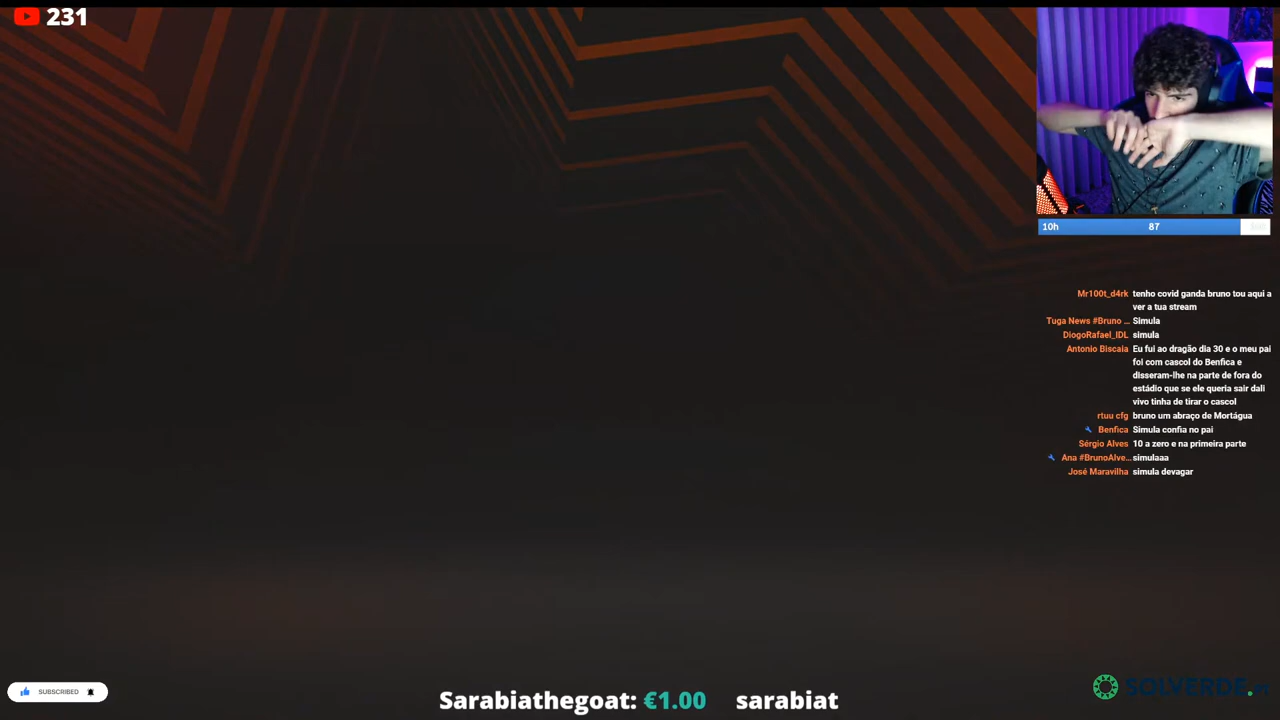 231
10h 87
Mr100t_d4rk tenho covid ganda bruno tou aqui a
ver a tua stream
Tuga News #Bruno ... Simula
DiogoRafael_IDL simula
Antonio Biscaia Eu fui ao dragão dia 30 e o meu pai
foi com cascol do Benfica e
disseram-lhe na parte de fora do
estádio que se ele queria sair dali
vivo tinha de tirar o cascol
rtuu cfg bruno um abraço de Mortágua
Benfica Simula confia no pai
Sérgio Alves 10 a zero e na primeira parte
Ana #BrunoAlve... simulaaa
José Maravilha simula devagar
SUBSCRIBED
Sarabiathegoat: €1.00 sarabiat
SOLVERDE.PT